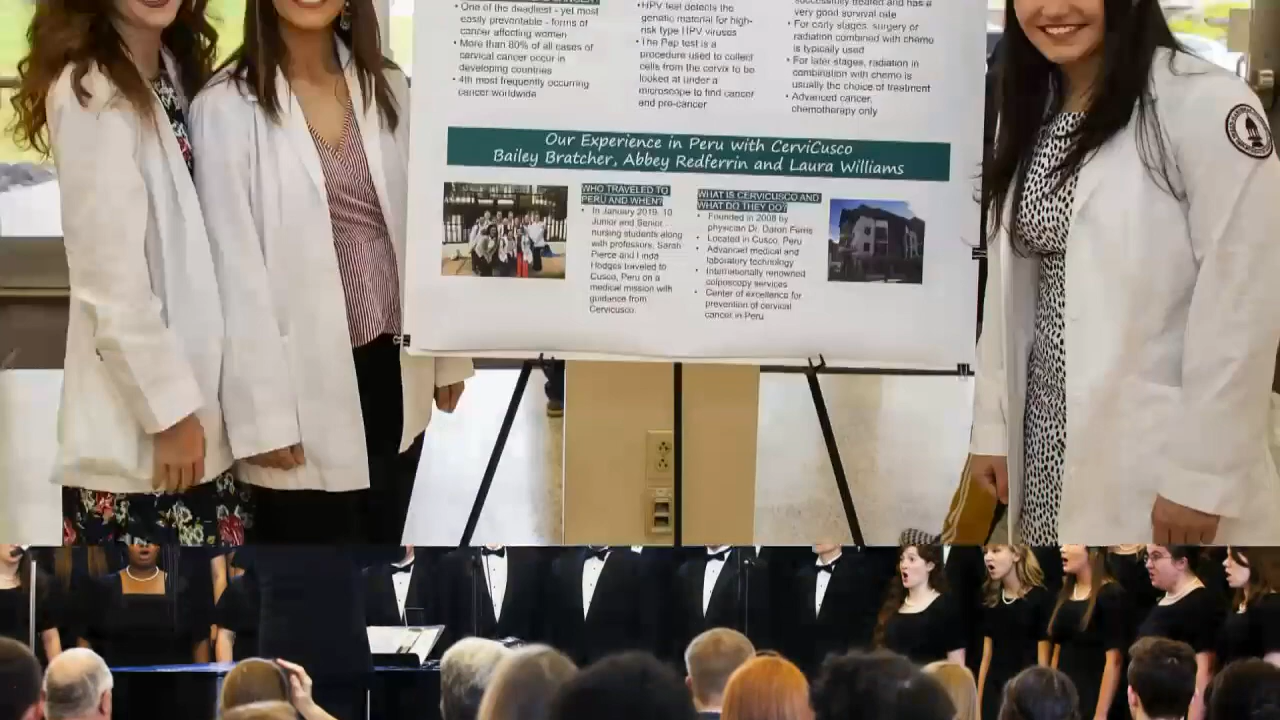 • One of the deadliest - yet most
easily preventable - forms of
cancer affecting women
• More than 80% of all cases of
cervical cancer occur in
developing countries
• 4th most frequently occurring
cancer worldwide
• HPV test detects the
genetic material for high-
risk type HPV viruses
• The Pap test is a
procedure used to collect
cells from the cervix to be
looked at under a
microscope to find cancer
and pre-cancer
successfully treated and has a
very good survival rate
• For early stages, surgery or
radiation combined with chemo
is typically used
• For later stages, radiation in
combination with chemo is
usually the choice of treatment
• Advanced cancer,
chemotherapy only
Our Experience in Peru with CerviCusco
Bailey Bratcher, Abbey Redferrin and Laura Williams
WHO TRAVELED TO
PERU AND WHEN?
• In January 2019, 10
Junior and Senior
nursing students along
with professors, Sarah
Pierce and Linda
Hodges traveled to
Cusco, Peru on a
medical mission with
guidance from
Cervicusco.
WHAT IS CERVICUSCO AND
WHAT DO THEY DO?
• Founded in 2008 by
physician Dr. Daron Ferris
• Located in Cusco, Peru
• Advanced medical and
laboratory technology
• Internationally renowned
colposcopy services
• Center of excellence for
prevention of cervical
cancer in Peru